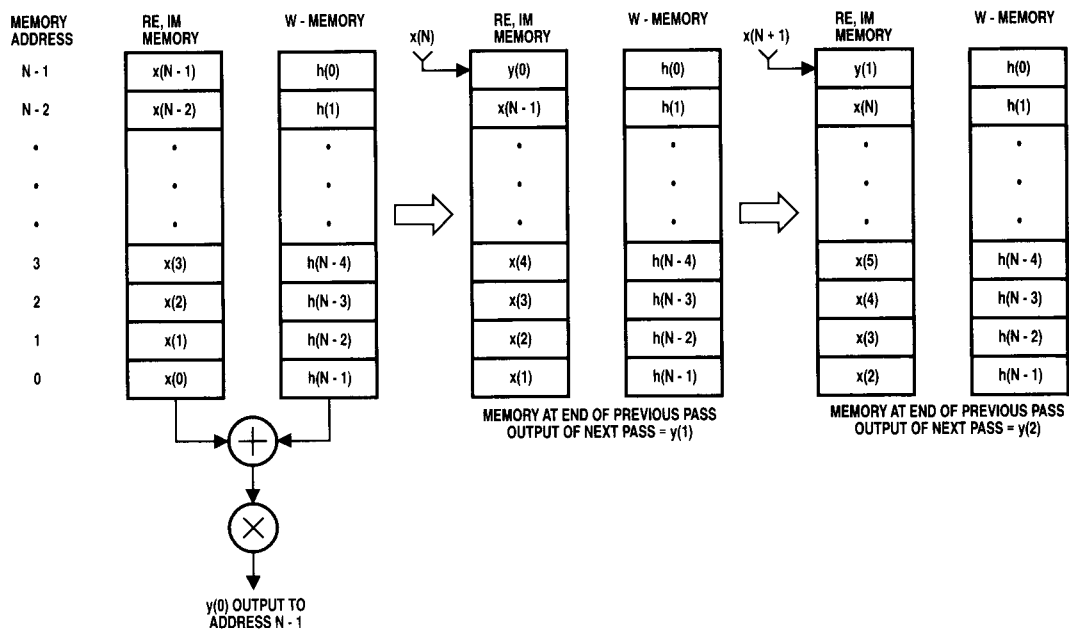 MEMORY ADDRESS
RE, IM MEMORY
W - MEMORY
RE, IM MEMORY
W - MEMORY
RE, IM MEMORY
W - MEMORY
x(N)
x(N + 1)
N - 1
x(N - 1)
h(0)
y(0)
h(0)
y(1)
h(0)
N - 2
x(N - 2)
h(1)
x(N - 1)
h(1)
x(N)
h(1)
3
x(3)
h(N - 4)
x(4)
h(N - 4)
x(5)
h(N - 4)
2
x(2)
h(N - 3)
x(3)
h(N - 3)
x(4)
h(N - 3)
1
x(1)
h(N - 2)
x(2)
h(N - 2)
x(3)
h(N - 2)
0
x(0)
h(N - 1)
x(1)
h(N - 1)
x(2)
h(N - 1)
MEMORY AT END OF PREVIOUS PASS
OUTPUT OF NEXT PASS = y(1)
MEMORY AT END OF PREVIOUS PASS
OUTPUT OF NEXT PASS = y(2)
+
×
y(0) OUTPUT TO
ADDRESS N - 1